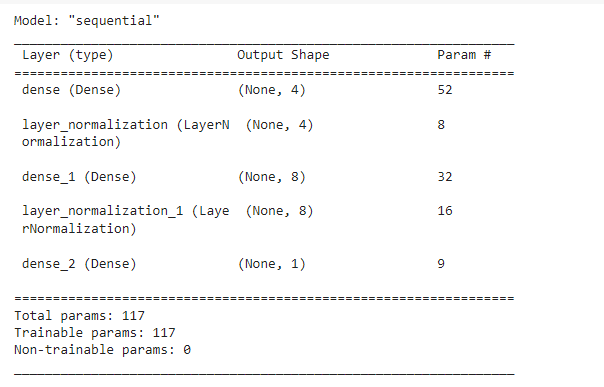 Model: "sequential"
Layer (type) Output Shape Param #
dense (Dense) (None, 4) 52
layer_normalization (LayerN (None, 4) 8
ormalization)
dense_1 (Dense) (None, 8) 32
layer_normalization_1 (Laye (None, 8) 16
rNormalization)
dense_2 (Dense) (None, 1) 9
Total params: 117
Trainable params: 117
Non-trainable params: 0